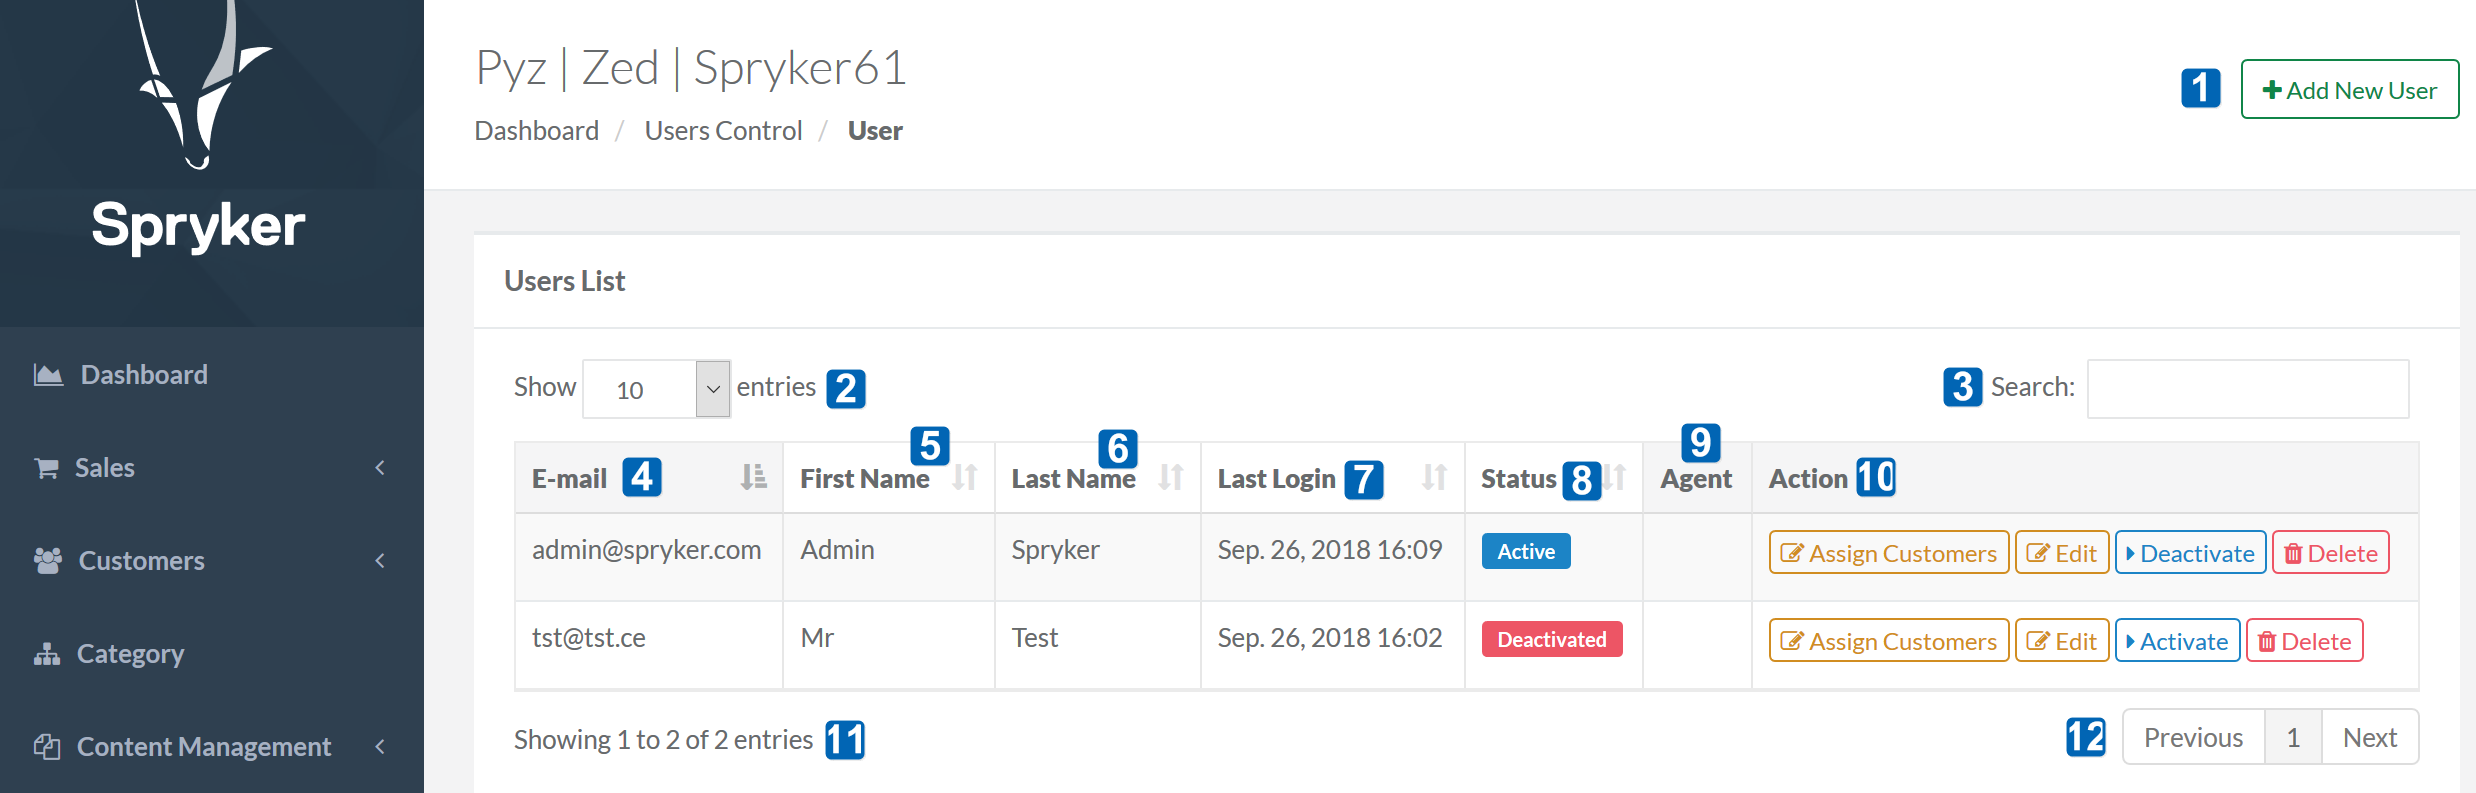 Spryker
Dashboard
Sales
Customers
Category
Content Management
Pyz | Zed | Spryker61
Dashboard / Users Control / User
1 Add New User
Users List
Show 10 entries 2
3 Search:
E-mail 4 First Name 5 Last Name 6 Last Login 7 Status 8 Agent 9 Action 10
admin@spryker.com Admin Spryker Sep. 26, 2018 16:09 Active Assign Customers Edit Deactivate Delete
tst@tst.ce Mr Test Sep. 26, 2018 16:02 Deactivated Assign Customers Edit Activate Delete
Showing 1 to 2 of 2 entries 11
12 Previous 1 Next